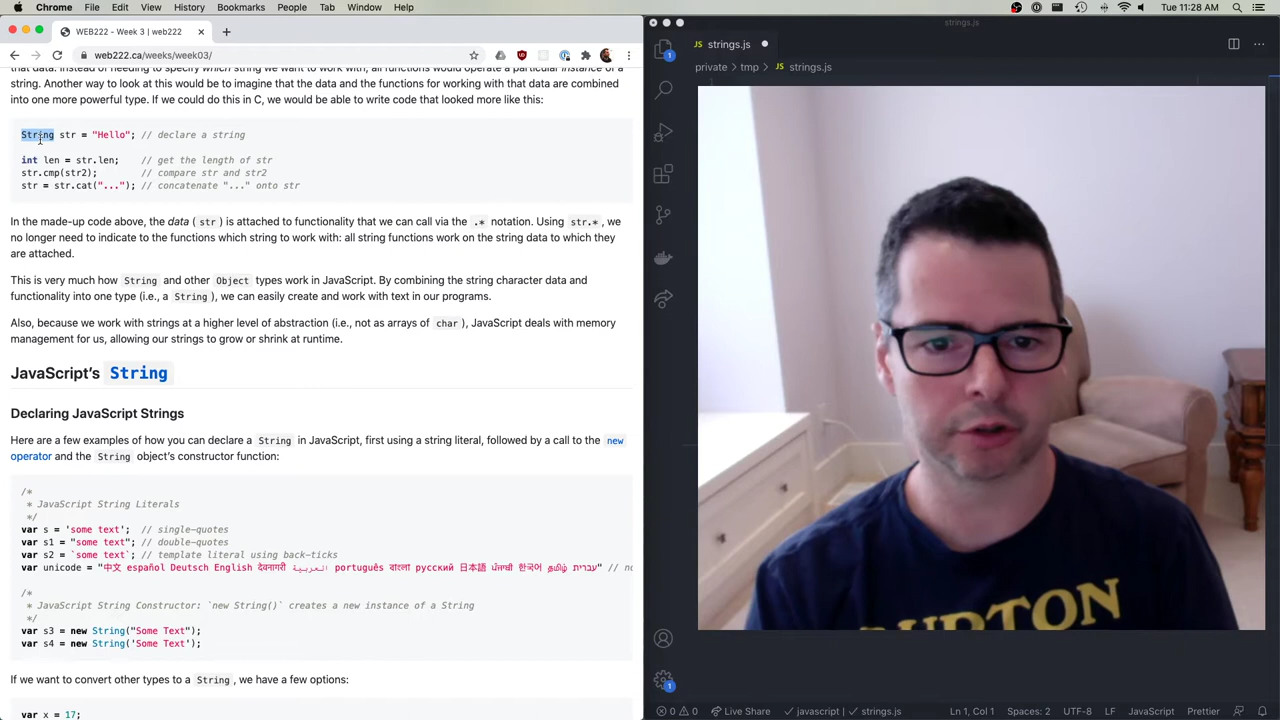 Chrome File Edit View History Bookmarks People Tab Window Help
Tue 11:28 AM
strings.js
WEB222 - Week 3 | web222
web222.ca/weeks/week03/
strings.js
private > tmp > strings.js
that data. Instead of needing to specify which string we want to work with, all functions would operate a particular instance of a
string. Another way to look at this would be to imagine that the data and the functions for working with that data are combined
into one more powerful type. If we could do this in C, we would be able to write code that looked more like this:
String str = "Hello"; // declare a string
int len = str.len; // get the length of str
str.cmp(str2); // compare str and str2
str = str.cat("..."); // concatenate "..." onto str
In the made-up code above, the data ( str ) is attached to functionality that we can call via the .* notation. Using str.* , we
no longer need to indicate to the functions which string to work with: all string functions work on the string data to which they
are attached.
This is very much how String and other Object types work in JavaScript. By combining the string character data and
functionality into one type (i.e., a String ), we can easily create and work with text in our programs.
Also, because we work with strings at a higher level of abstraction (i.e., not as arrays of char ), JavaScript deals with memory
management for us, allowing our strings to grow or shrink at runtime.
JavaScript's String
Declaring JavaScript Strings
Here are a few examples of how you can declare a String in JavaScript, first using a string literal, followed by a call to the new
operator and the String object's constructor function:
/*
* JavaScript String Literals
*/
var s = 'some text'; // single-quotes
var s1 = "some text"; // double-quotes
var s2 = `some text`; // template literal using back-ticks
var unicode = "中文 español Deutsch English देवनागरी العربية português বাংলা русский 日本語 ਪੰਜਾਬੀ 한국어 தமிழ் עברית" // no
/*
* JavaScript String Constructor: `new String()` creates a new instance of a String
*/
var s3 = new String("Some Text");
var s4 = new String('Some Text');
If we want to convert other types to a String , we have a few options:
var x = 17;
BURTON
1
1
0 0 Live Share javascript | strings.js Ln 1, Col 1 Spaces: 2 UTF-8 LF JavaScript Prettier